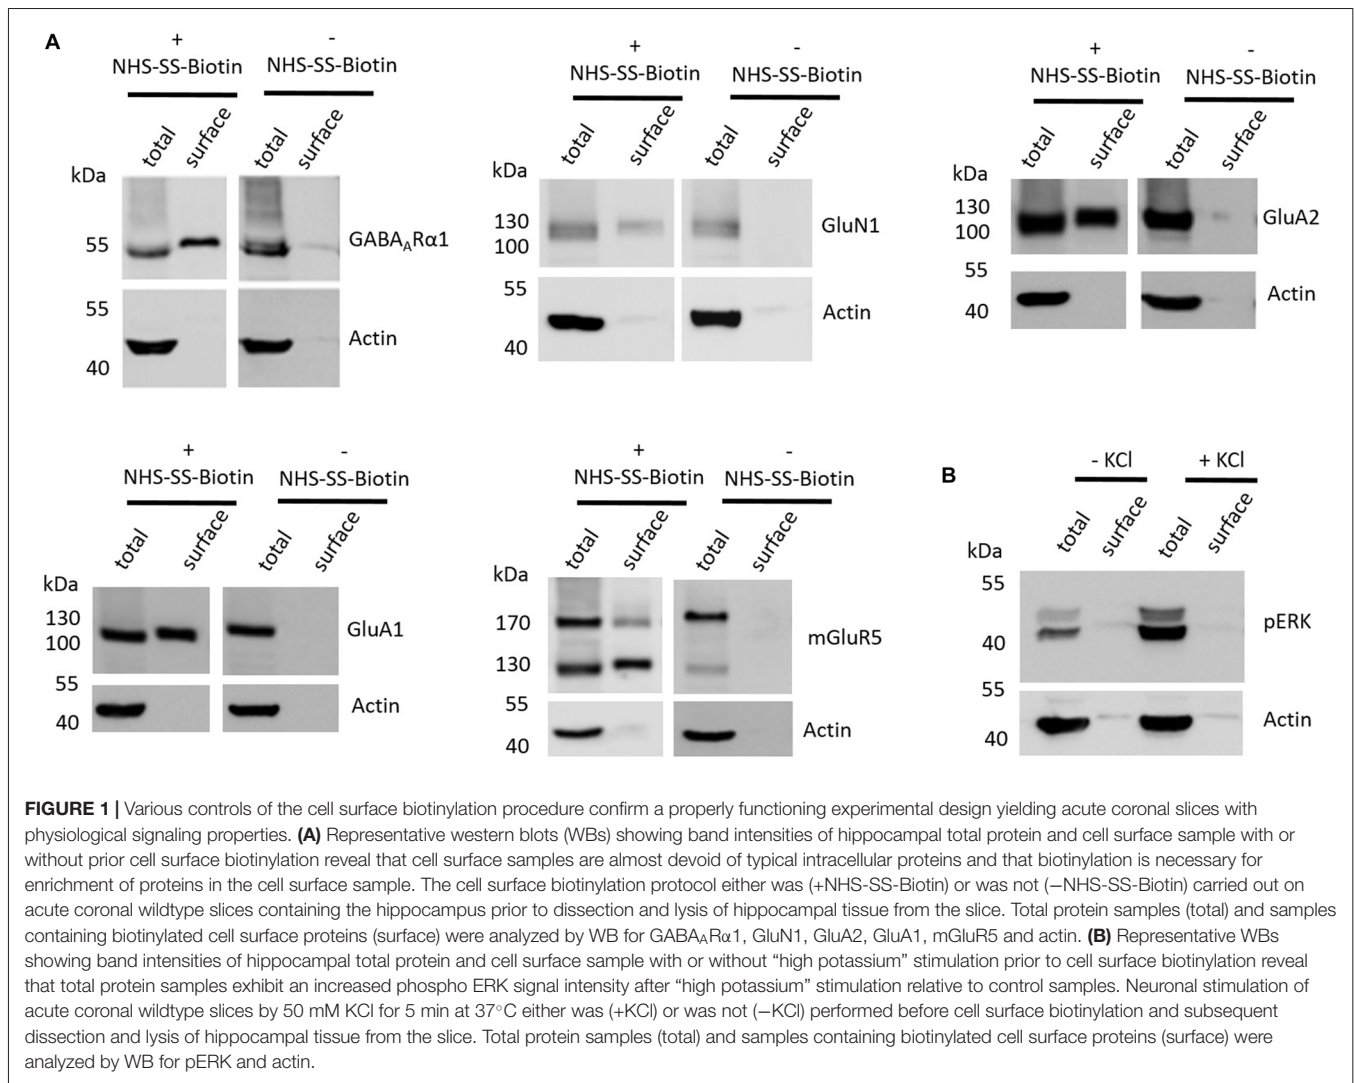 A
+
NHS-SS-Biotin
-
NHS-SS-Biotin
total
surface
total
surface
kDa
55
GABAARα1
55
40
Actin
+
NHS-SS-Biotin
-
NHS-SS-Biotin
total
surface
total
surface
kDa
130
100
GluN1
55
40
Actin
+
NHS-SS-Biotin
-
NHS-SS-Biotin
total
surface
total
surface
kDa
130
100
GluA2
55
40
Actin
+
NHS-SS-Biotin
-
NHS-SS-Biotin
total
surface
total
surface
kDa
130
100
GluA1
55
40
Actin
+
NHS-SS-Biotin
-
NHS-SS-Biotin
total
surface
total
surface
kDa
170
130
mGluR5
55
40
Actin
B
- KCl
+ KCl
total
surface
total
surface
kDa
55
40
pERK
55
40
Actin
FIGURE 1 | Various controls of the cell surface biotinylation procedure confirm a properly functioning experimental design yielding acute coronal slices with
physiological signaling properties. (A) Representative western blots (WBs) showing band intensities of hippocampal total protein and cell surface sample with or
without prior cell surface biotinylation reveal that cell surface samples are almost devoid of typical intracellular proteins and that biotinylation is necessary for
enrichment of proteins in the cell surface sample. The cell surface biotinylation protocol either was (+NHS-SS-Biotin) or was not (−NHS-SS-Biotin) carried out on
acute coronal wildtype slices containing the hippocampus prior to dissection and lysis of hippocampal tissue from the slice. Total protein samples (total) and samples
containing biotinylated cell surface proteins (surface) were analyzed by WB for GABAARα1, GluN1, GluA2, GluA1, mGluR5 and actin. (B) Representative WBs
showing band intensities of hippocampal total protein and cell surface sample with or without “high potassium” stimulation prior to cell surface biotinylation reveal
that total protein samples exhibit an increased phospho ERK signal intensity after “high potassium” stimulation relative to control samples. Neuronal stimulation of
acute coronal wildtype slices by 50 mM KCl for 5 min at 37°C either was (+KCl) or was not (−KCl) performed before cell surface biotinylation and subsequent
dissection and lysis of hippocampal tissue from the slice. Total protein samples (total) and samples containing biotinylated cell surface proteins (surface) were
analyzed by WB for pERK and actin.